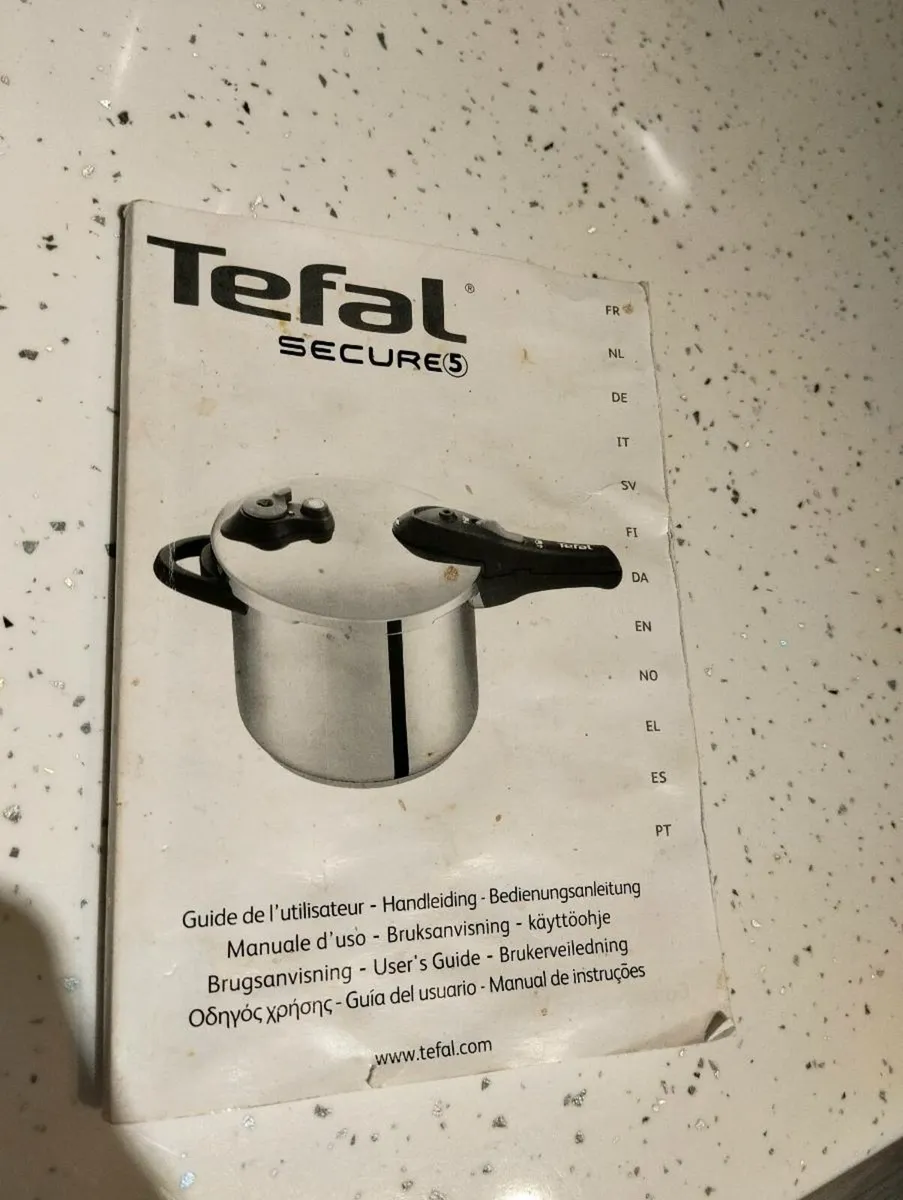 Tefal®
SECURE5
FR
NL
DE
IT
SV
FI
DA
EN
NO
EL
ES
PT
Tefal
Guide de l'utilisateur - Handleiding - Bedienungsanleitung
Manuale d'uso - Bruksanvisning - käyttöohje
Brugsanvisning - User's Guide - Brukerveiledning
Οδηγός χρήσης - Guía del usuario - Manual de instruções
www.tefal.com